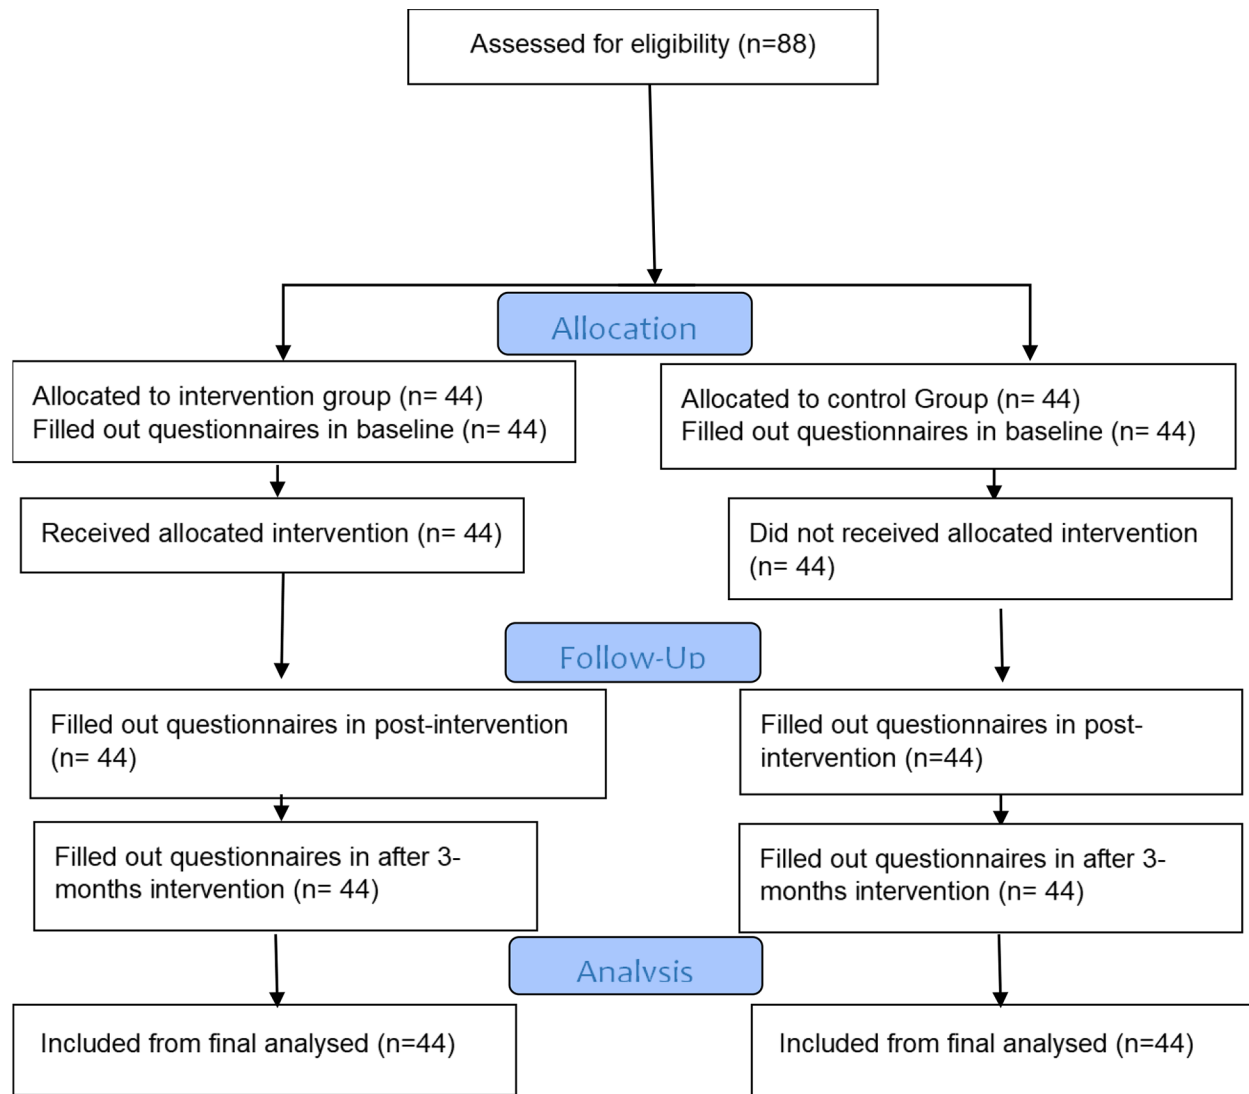 Assessed for eligibility (n=88)
Allocation
Allocated to intervention group (n= 44)
Filled out questionnaires in baseline (n= 44)
Allocated to control Group (n= 44)
Filled out questionnaires in baseline (n= 44)
Received allocated intervention (n= 44)
Did not received allocated intervention
(n= 44)
Follow-Up
Filled out questionnaires in post-intervention
(n= 44)
Filled out questionnaires in post-
intervention (n=44)
Filled out questionnaires in after 3-
months intervention (n= 44)
Filled out questionnaires in after 3-
months intervention (n= 44)
Analysis
Included from final analysed (n=44)
Included from final analysed (n=44)